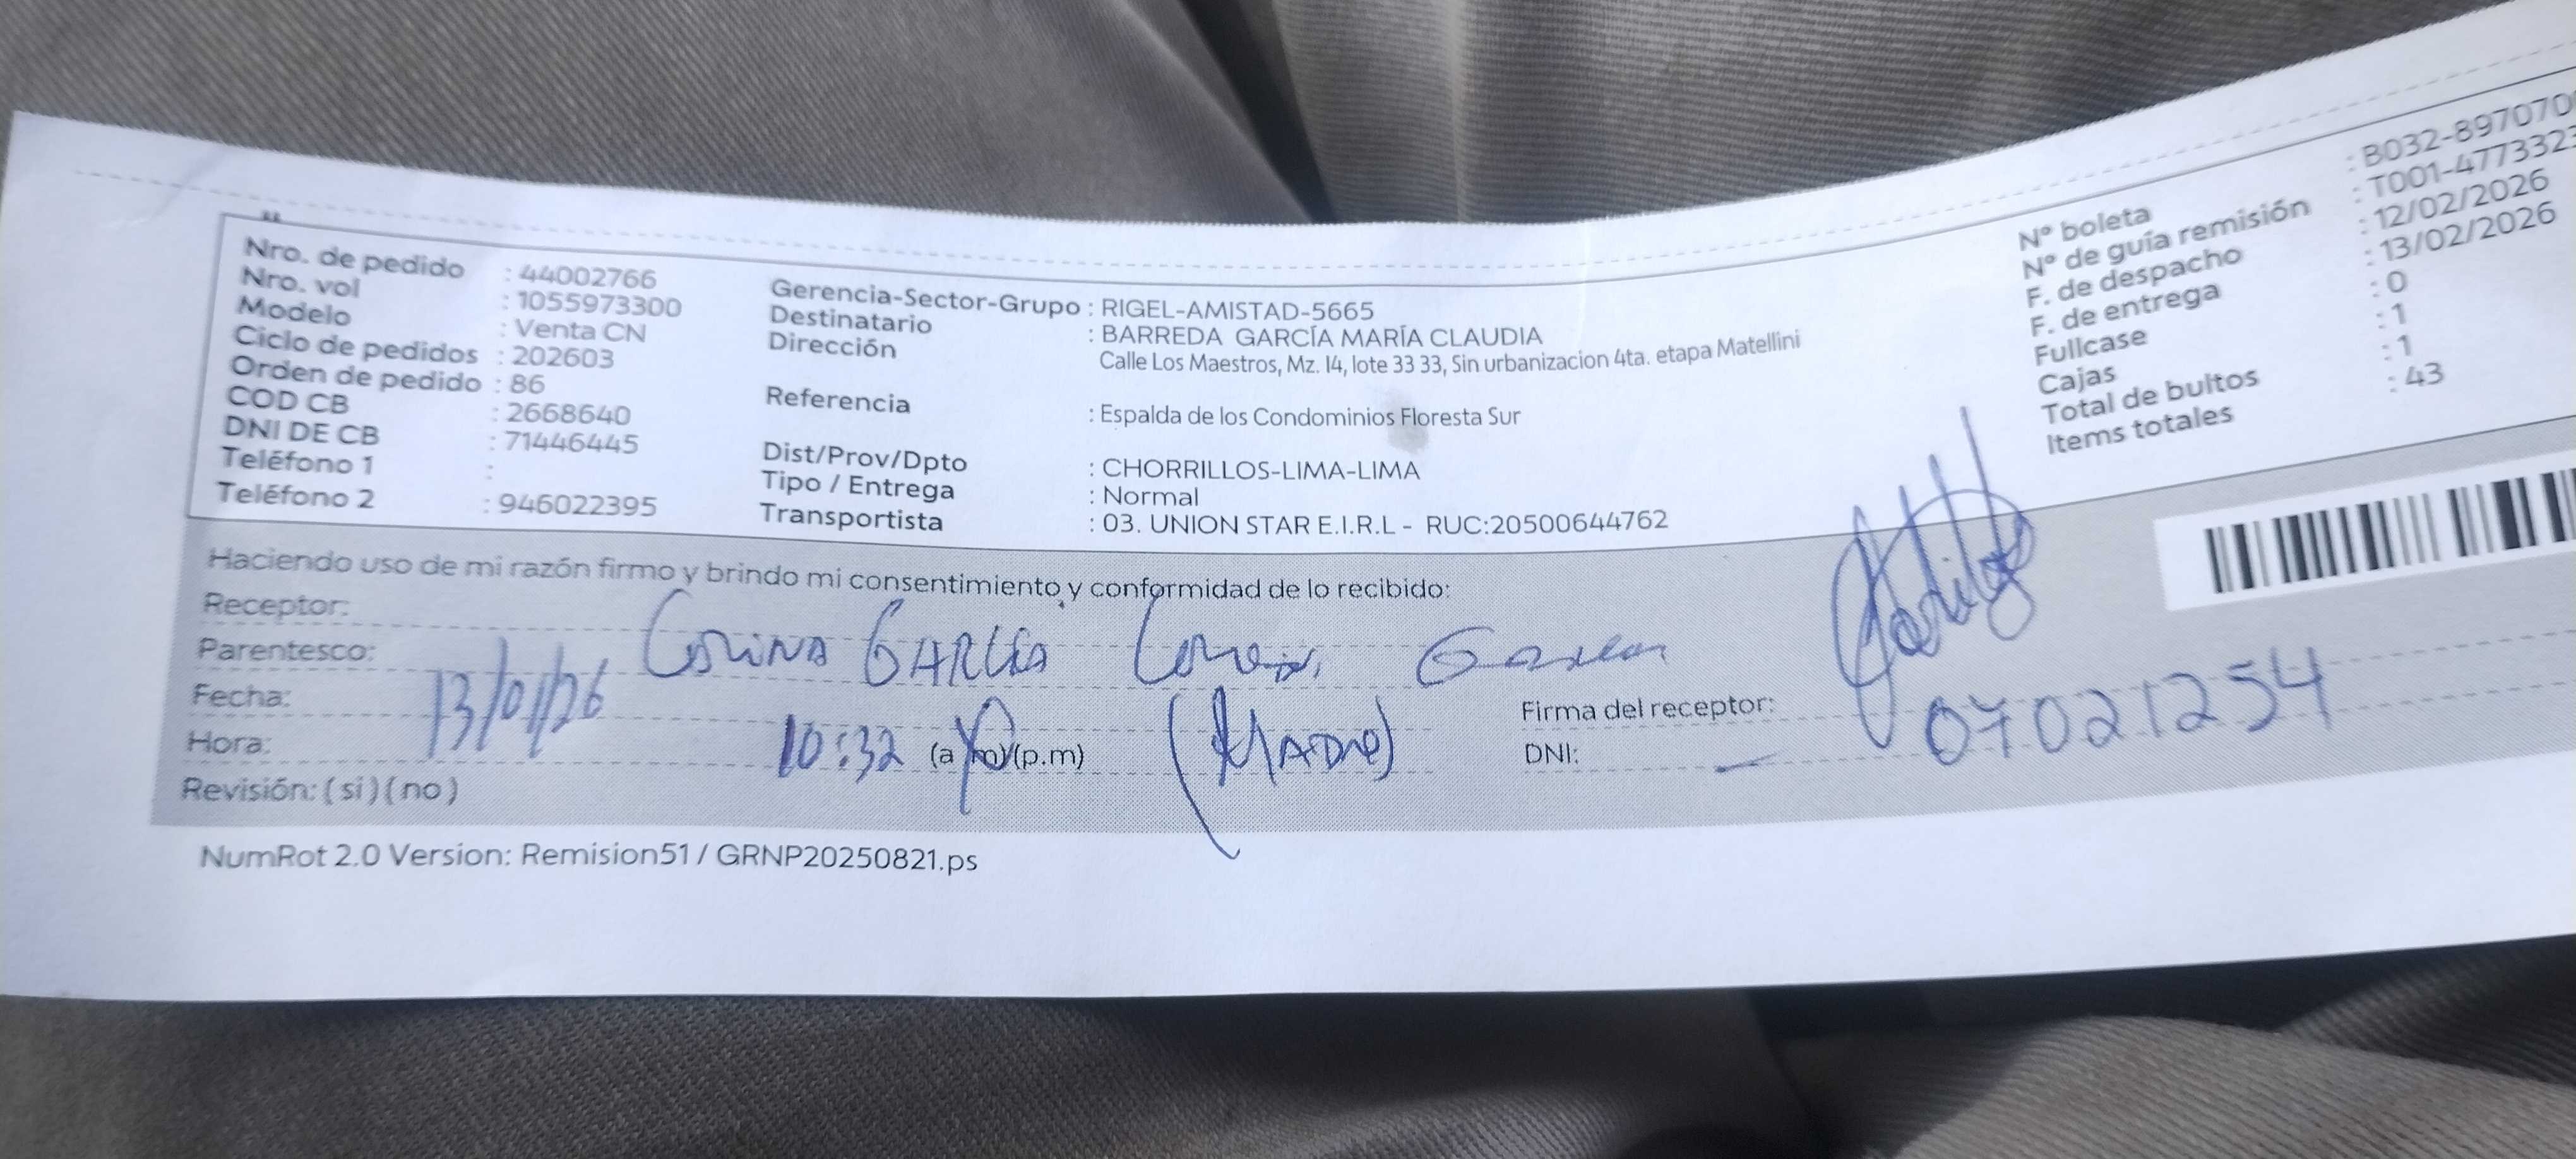 Nro. de pedido : 44002766
Nro. vol : 1055973300
Modelo : Venta CN
Ciclo de pedidos : 202603
Orden de pedido : 86
COD CB : 2668640
DNI DE CB : 71446445
Teléfono 1 :
Teléfono 2 : 946022395
Gerencia-Sector-Grupo : RIGEL-AMISTAD-5665
Destinatario : BARREDA GARCÍA MARÍA CLAUDIA
Dirección : Calle Los Maestros, Mz. I4, lote 33 33, Sin urbanizacion 4ta. etapa Matellini
Referencia : Espalda de los Condominios Floresta Sur
Dist/Prov/Dpto : CHORRILLOS-LIMA-LIMA
Tipo / Entrega : Normal
Transportista : 03. UNION STAR E.I.R.L - RUC:20500644762
Nº boleta : B032-897070
Nº de guía remisión : T001-477332
F. de despacho : 12/02/2026
F. de entrega : 13/02/2026
Fullcase : 0
Cajas : 1
Total de bultos : 1
Items totales : 43
Haciendo uso de mi razón firmo y brindo mi consentimiento y conformidad de lo recibido:
Receptor: GARCÍA
Parentesco: (MADRE)
Fecha: 13/01/26
Hora: 10:32 (a.m)(p.m)
Revisión: ( si ) ( no )
Firma del receptor:
DNI: 07021254
NumRot 2.0 Version: Remision51 / GRNP20250821.ps